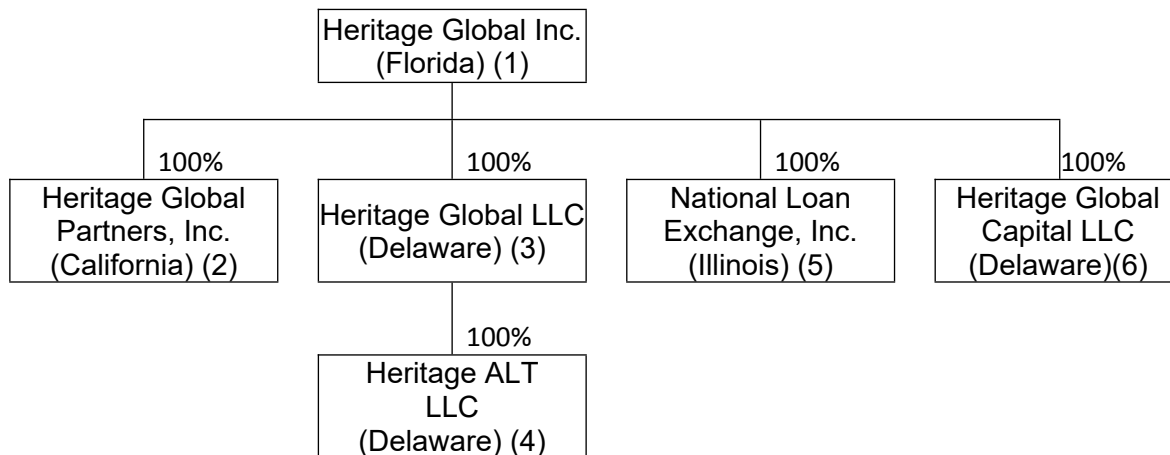 Heritage Global Inc.
(Florida) (1)
100%
100%
100%
100%
Heritage Global
Partners, Inc.
(California) (2)
Heritage Global LLC
(Delaware) (3)
National Loan
Exchange, Inc.
(Illinois) (5)
Heritage Global
Capital LLC
(Delaware)(6)
100%
Heritage ALT
LLC
(Delaware) (4)